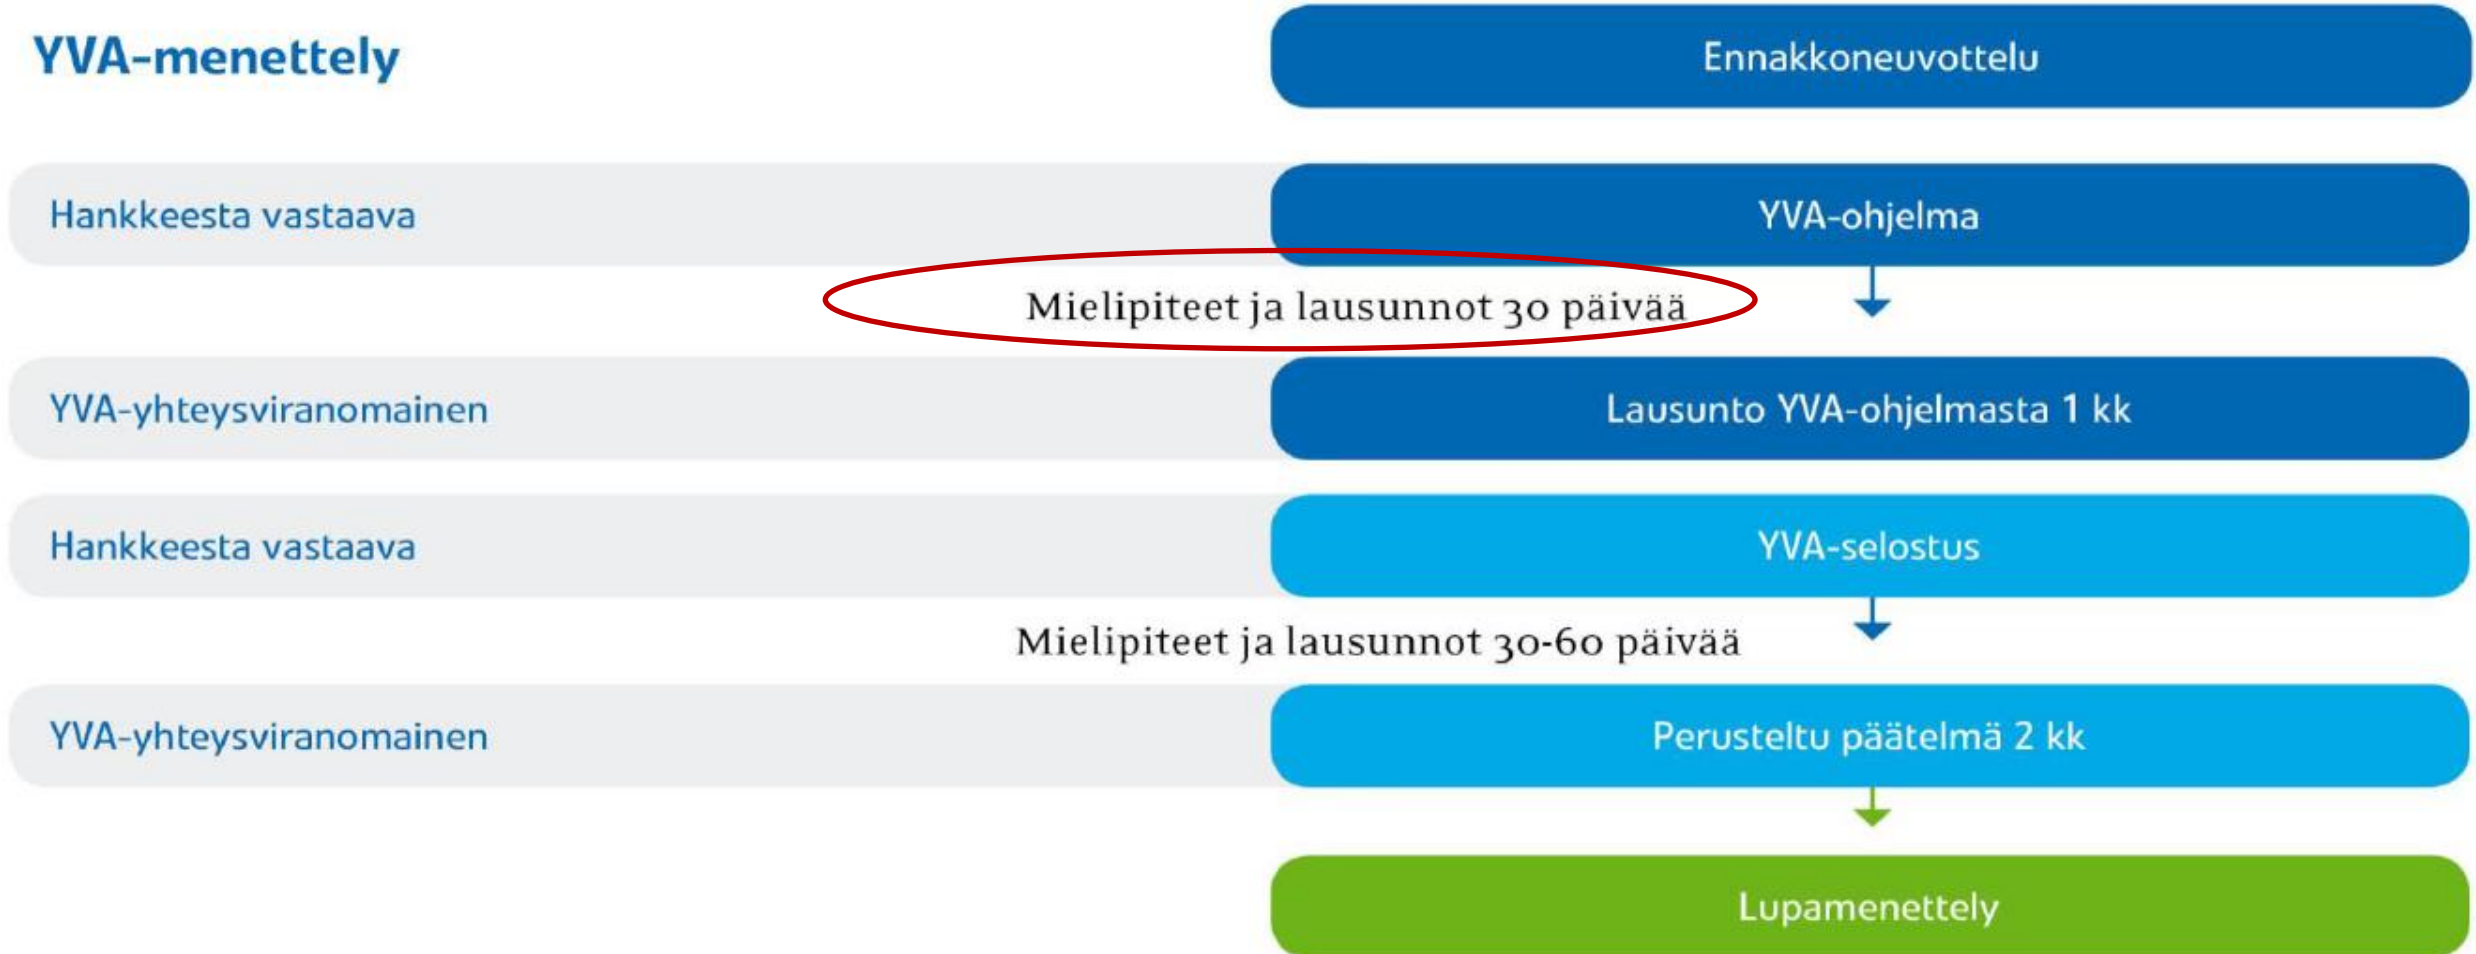 YVA-menettely
Ennakkoneuvottelu
Hankkeesta vastaava
YVA-ohjelma
Mielipiteet ja lausunnot 30 päivää
YVA-yhteysviranomainen
Lausunto YVA-ohjelmasta 1 kk
Hankkeesta vastaava
YVA-selostus
Mielipiteet ja lausunnot 30-60 päivää
YVA-yhteysviranomainen
Perusteltu päätelmä 2 kk
Lupamenettely